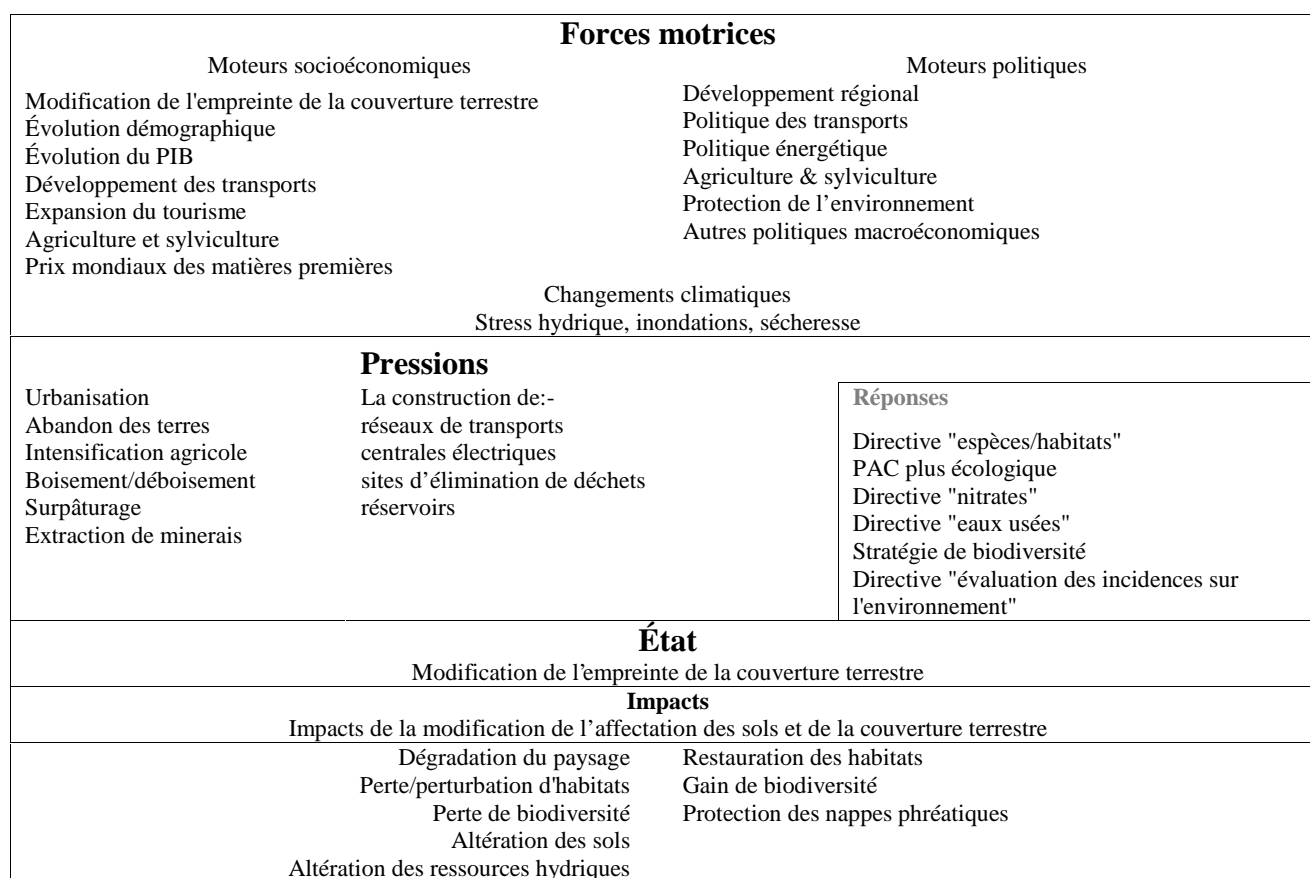 Forces motrices
Moteurs socioéconomiques
Modification de l'empreinte de la couverture terrestre
Évolution démographique
Évolution du PIB
Développement des transports
Expansion du tourisme
Agriculture et sylviculture
Prix mondiaux des matières premières
Moteurs politiques
Développement régional
Politique des transports
Politique énergétique
Agriculture & sylviculture
Protection de l’environnement
Autres politiques macroéconomiques
Changements climatiques
Stress hydrique, inondations, sécheresse
Pressions
Urbanisation
Abandon des terres
Intensification agricole
Boisement/déboisement
Surpâturage
Extraction de minerais
La construction de:-
réseaux de transports
centrales électriques
sites d’élimination de déchets
réservoirs
Réponses
Directive "espèces/habitats"
PAC plus écologique
Directive "nitrates"
Directive "eaux usées"
Stratégie de biodiversité
Directive "évaluation des incidences sur
l'environnement"
État
Modification de l’empreinte de la couverture terrestre
Impacts
Impacts de la modification de l’affectation des sols et de la couverture terrestre
Dégradation du paysage
Perte/perturbation d'habitats
Perte de biodiversité
Altération des sols
Altération des ressources hydriques
Restauration des habitats
Gain de biodiversité
Protection des nappes phréatiques